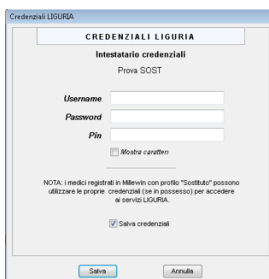 Credenziali LIGURIA
CREDENZIALI LIGURIA
Intestatario credenziali
Prova SOST
Username
Password
Pin
Mostra caratteri
NOTA: i medici registrati in Millewin con profilo "Sostituto" possono
utilizzare le proprie credenziali (se in possesso) per accedere
ai servizi LIGURIA.
Salva credenziali
Salva
Annulla